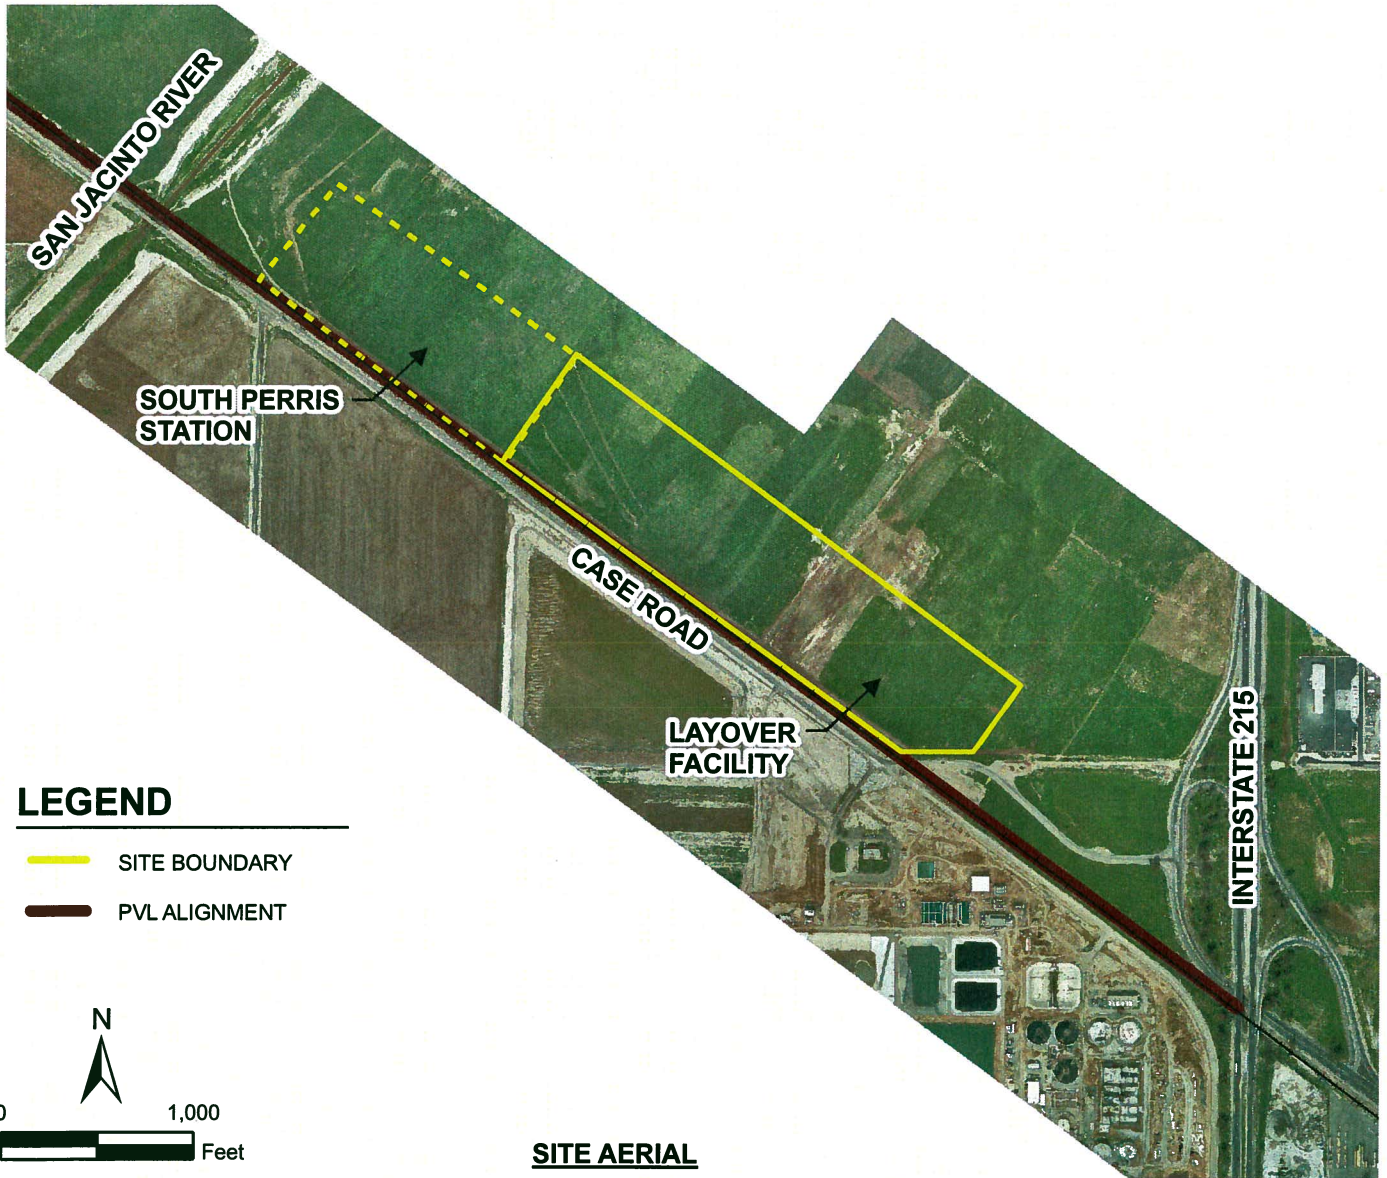 SAN JACINTO RIVER
SOUTH PERRIS
STATION
CASE ROAD
LAYOVER
FACILITY
INTERSTATE 215
LEGEND
SITE BOUNDARY
PVL ALIGNMENT
N
0 1,000
Feet
SITE AERIAL